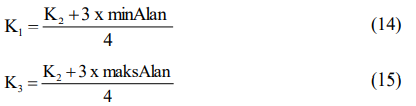 K₁ = (K₂ + 3 x minAlan) / 4 (14)
K₃ = (K₂ + 3 x maksAlan) / 4 (15)